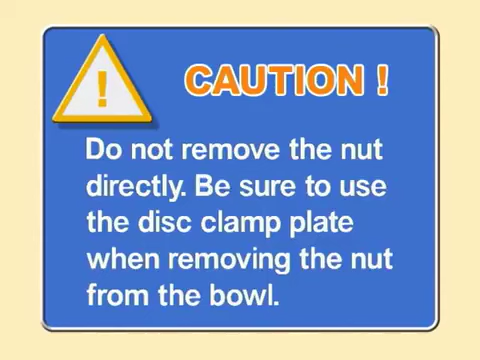 !
CAUTION !
Do not remove the nut
directly. Be sure to use
the disc clamp plate
when removing the nut
from the bowl.